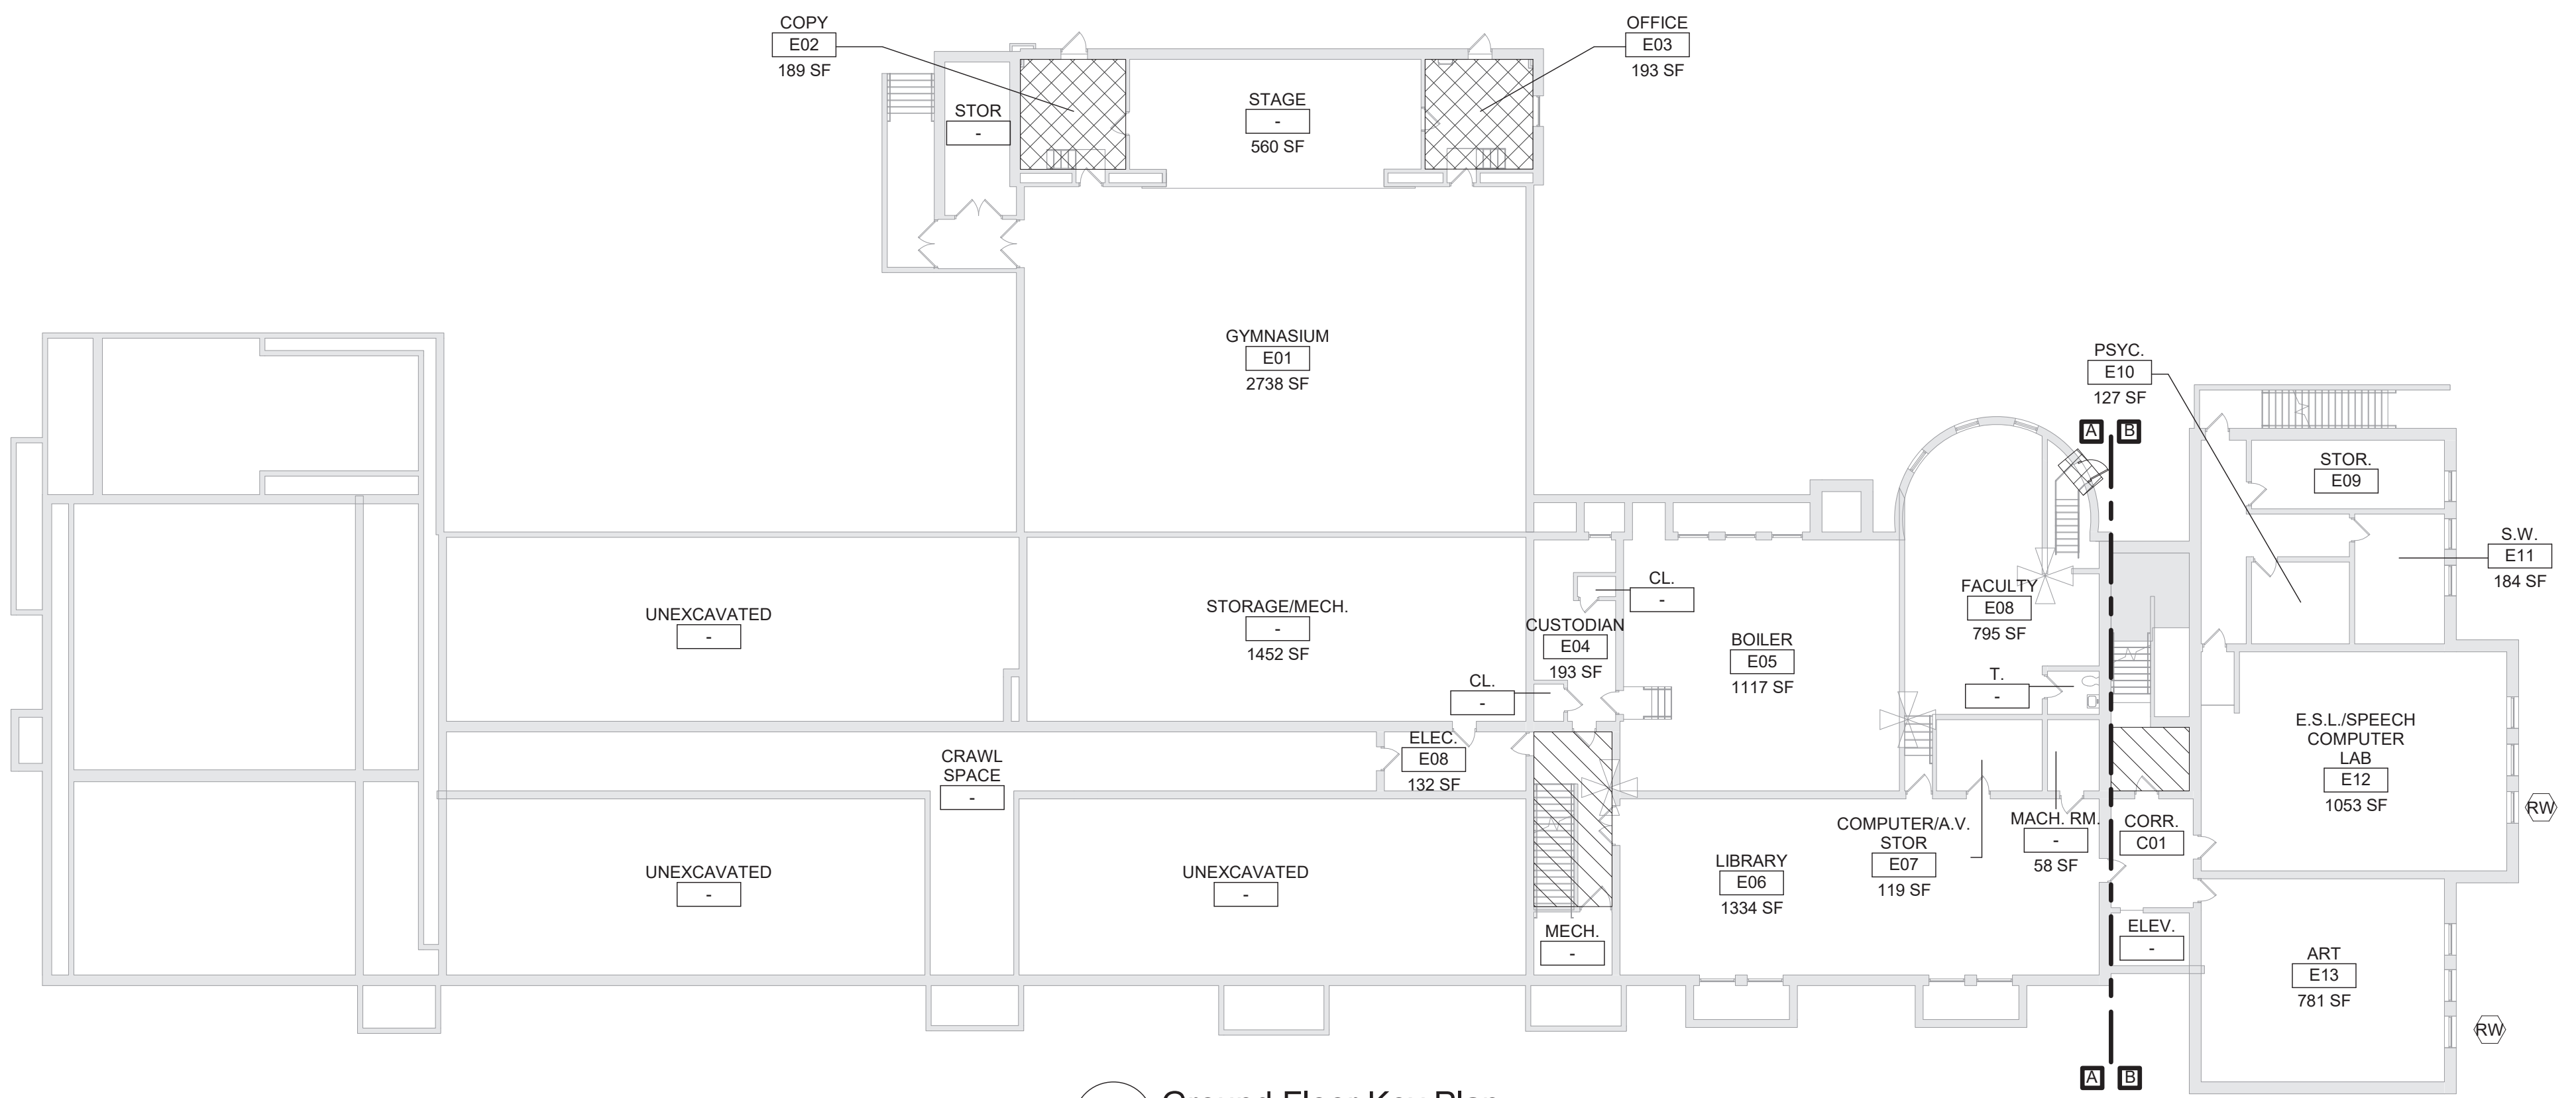 COPY
E02
189 SF
OFFICE
E03
193 SF
STOR
-
STAGE
-
560 SF
GYMNASIUM
E01
2738 SF
PSYC.
E10
127 SF
A
B
STOR.
E09
S.W.
E11
184 SF
UNEXCAVATED
-
STORAGE/MECH.
-
1452 SF
CL.
-
CUSTODIAN
E04
193 SF
CL.
-
BOILER
E05
1117 SF
FACULTY
E08
795 SF
T.
-
E.S.L./SPEECH
COMPUTER
LAB
E12
1053 SF
RW
CRAWL
SPACE
-
ELEC.
E08
132 SF
UNEXCAVATED
-
UNEXCAVATED
-
MECH.
-
LIBRARY
E06
1334 SF
COMPUTER/A.V.
STOR
E07
119 SF
MACH. RM.
-
58 SF
CORR.
C01
ELEV.
-
ART
E13
781 SF
RW
A
B
Ground Floor Key Plan